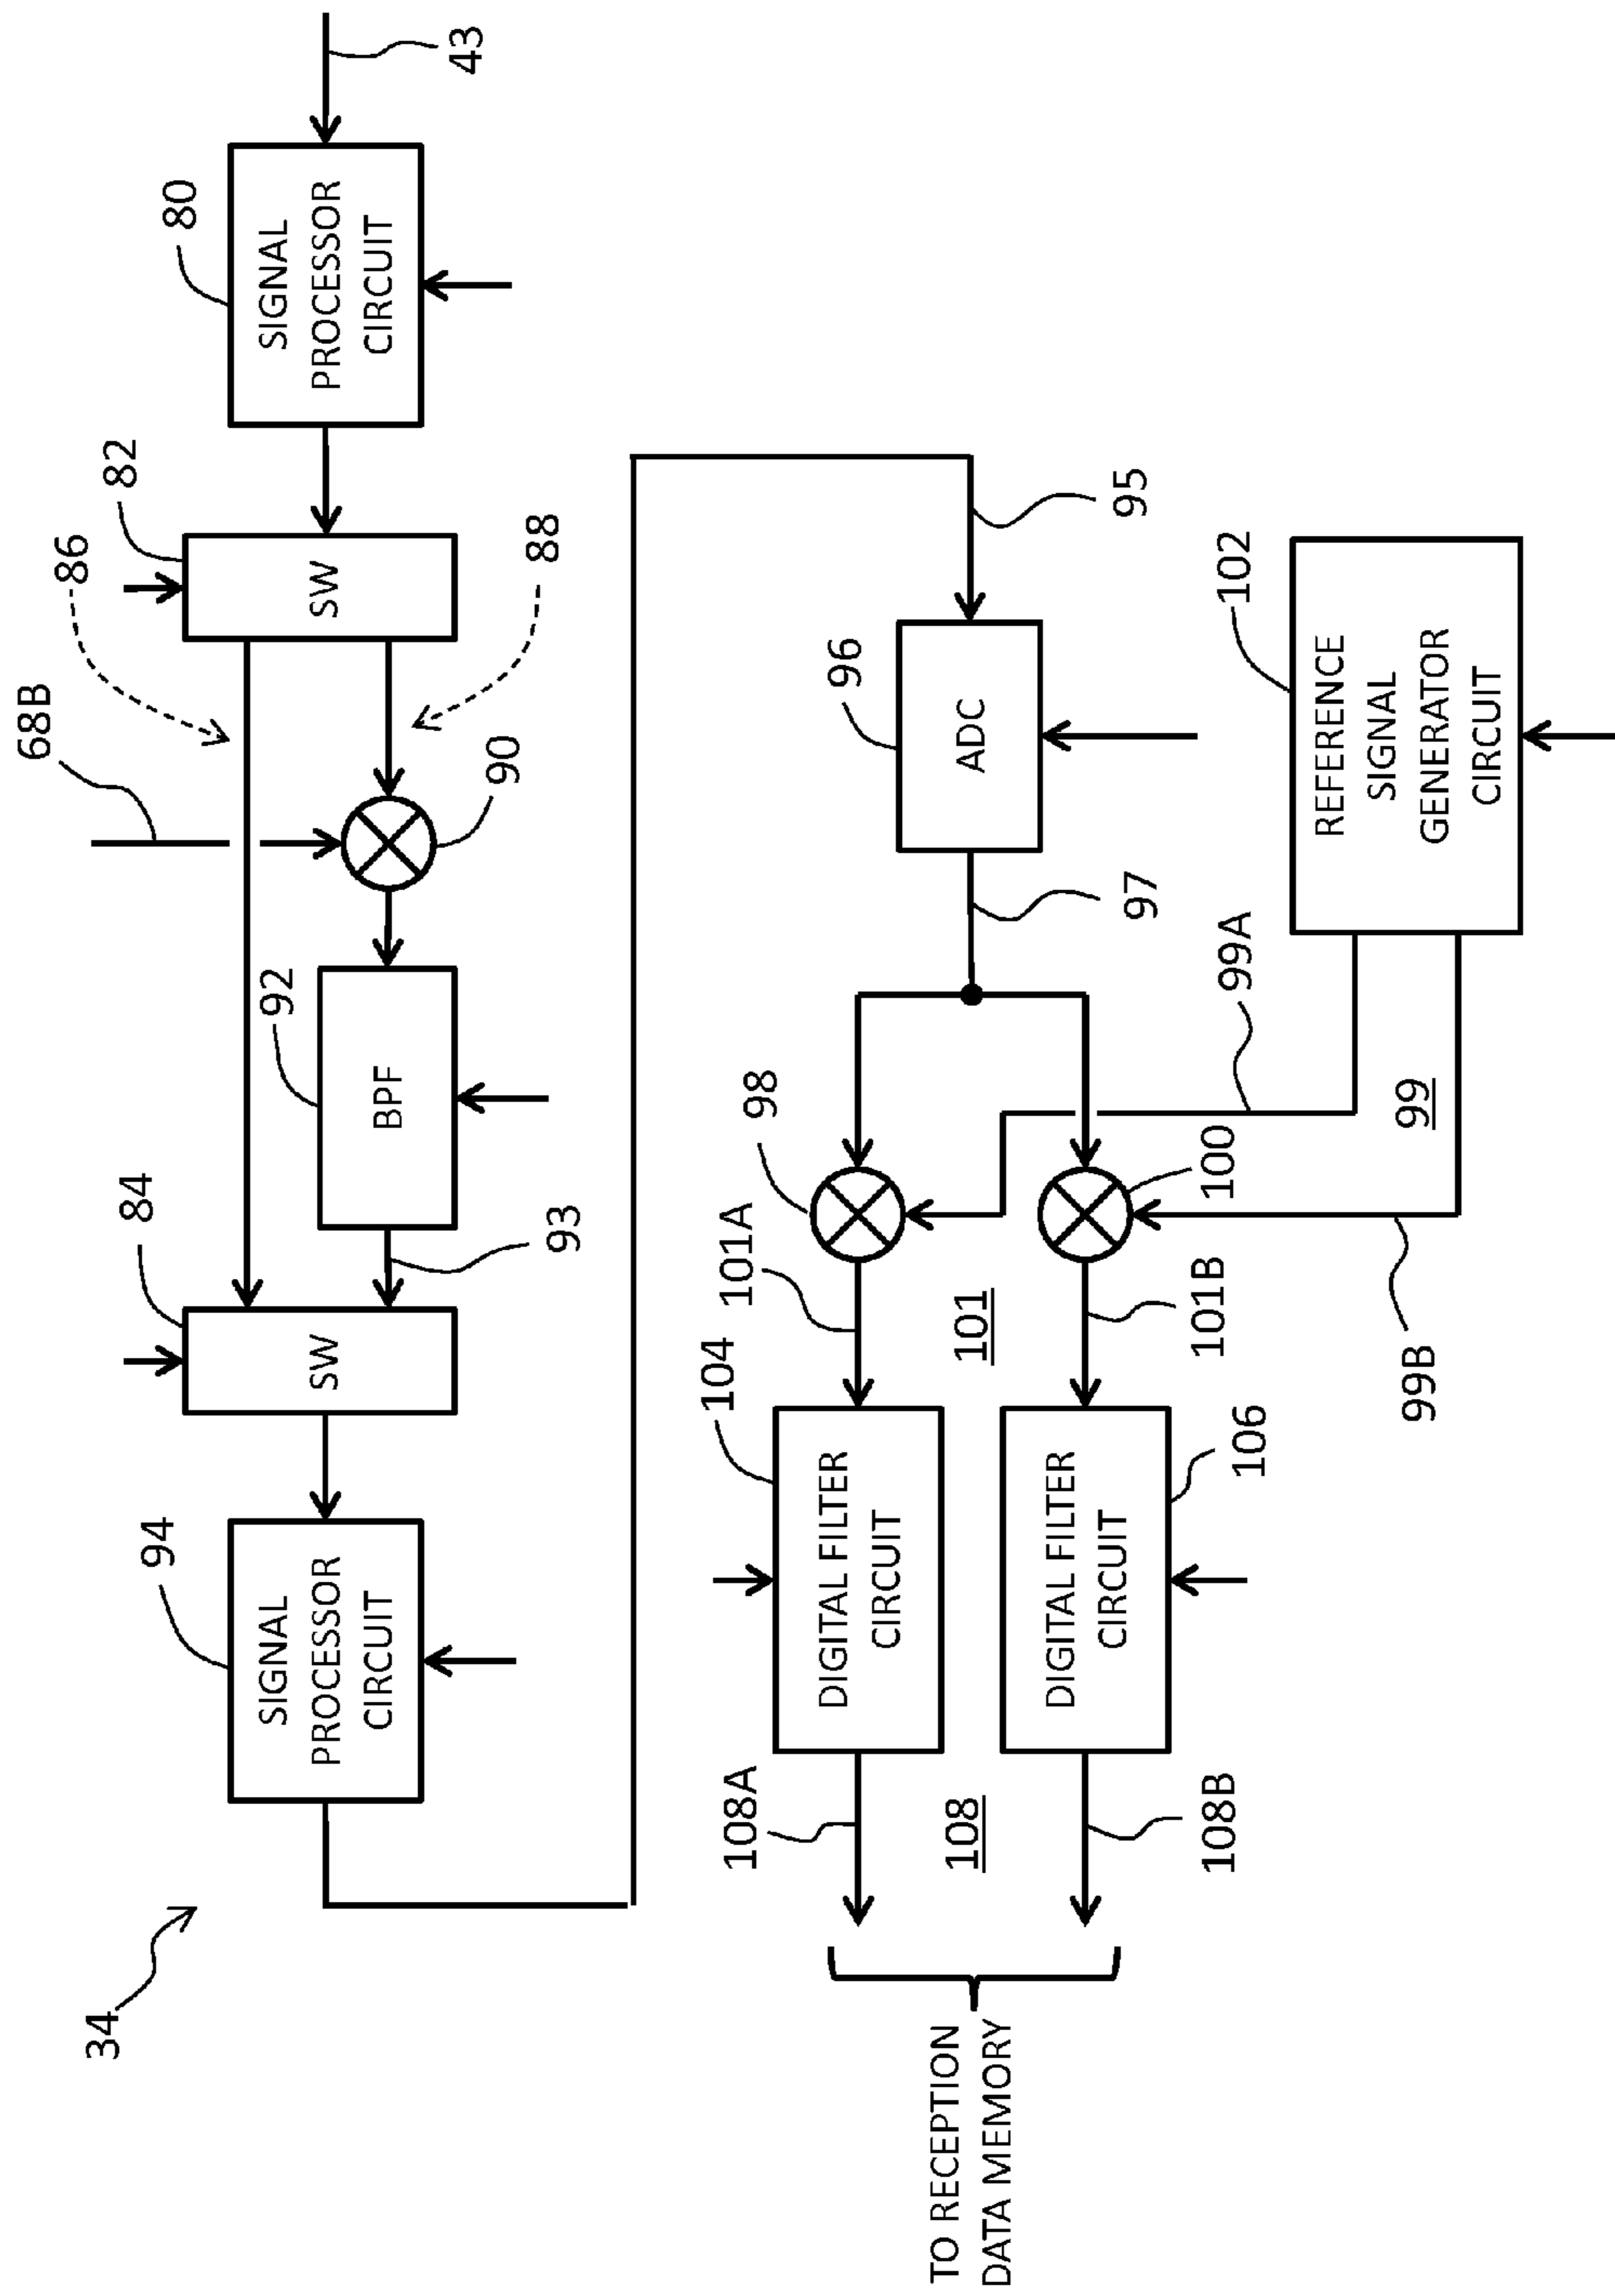 34
68B
86
94
84
92
82
80
SIGNAL
PROCESSOR
CIRCUIT
SW
BPF
SW
SIGNAL
PROCESSOR
CIRCUIT
93
90
88
43
108A
104
101A
98
96
95
DIGITAL FILTER
CIRCUIT
ADC
TO RECEPTION
DATA MEMORY
108
101
97
DIGITAL FILTER
CIRCUIT
108B
106
101B
100
99A
102
99B
99
REFERENCE
SIGNAL
GENERATOR
CIRCUIT